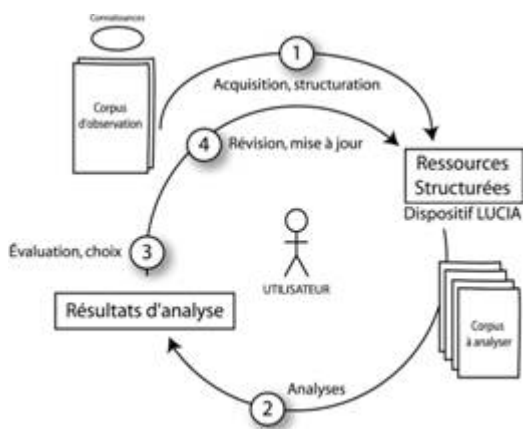 Connaissances
1
Corpus
d'observation
Acquisition, structuration
4
Révision, mise à jour
Ressources
Structurées
Dispositif LUCIA
3
Évaluation, choix
UTILISATEUR
Résultats d'analyse
Corpus
à analyser
Analyses
2